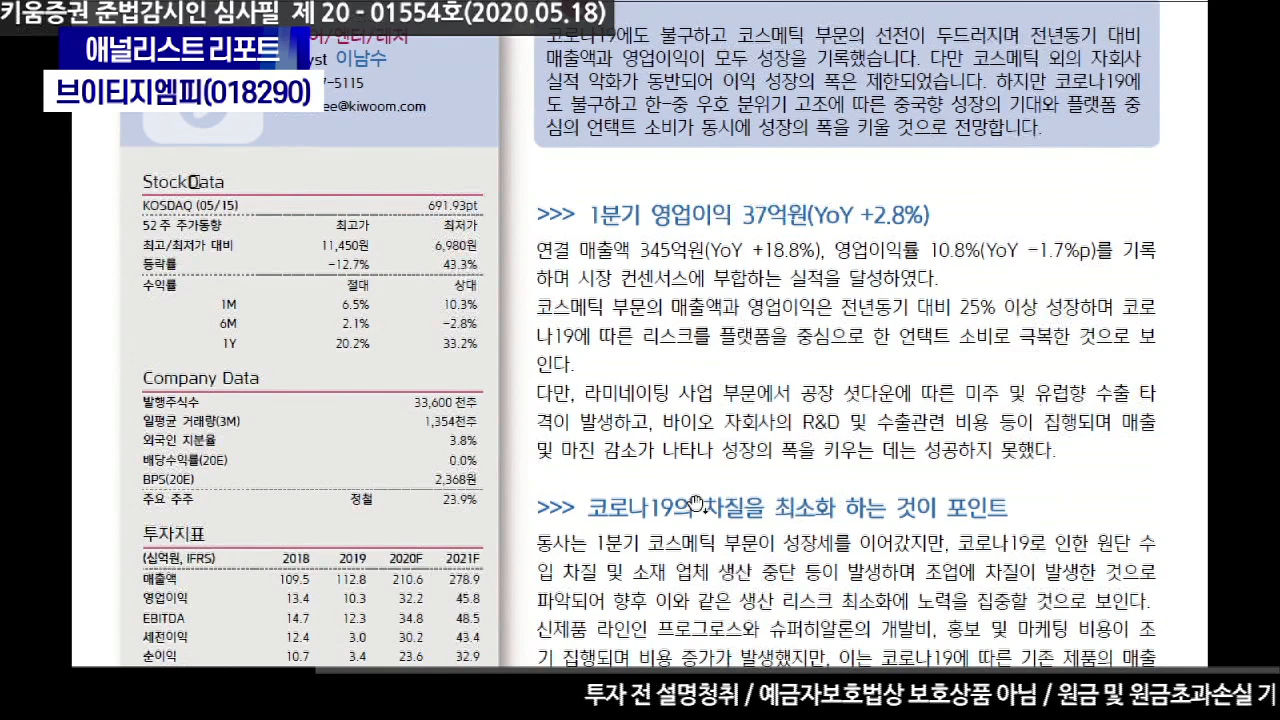 키움증권 준법감시인 심사필 제 20 - 01554호(2020.05.18)
애널리스트 리포트
/엔터/레저
yst 이남수
-5115
ee@kiwoom.com
브이티지엠피(018290)
코로나19에도 불구하고 코스메틱 부문의 선전이 두드러지며 전년동기 대비
매출액과 영업이익이 모두 성장을 기록했습니다. 다만 코스메틱 외의 자회사
실적 악화가 동반되어 이익 성장의 폭은 제한되었습니다. 하지만 코로나19에
도 불구하고 한-중 우호 분위기 고조에 따른 중국향 성장의 기대와 플랫폼 중
심의 언택트 소비가 동시에 성장의 폭을 키울 것으로 전망합니다.
Stock Data
KOSDAQ (05/15) 691.93pt
52 주 주가동향 최고가 최저가
최고/최저가 대비 11,450원 6,980원
등락률 -12.7% 43.3%
수익률 절대 상대
1M 6.5% 10.3%
6M 2.1% -2.8%
1Y 20.2% 33.2%
Company Data
발행주식수 33,600 천주
일평균 거래량(3M) 1,354천주
외국인 지분율 3.8%
배당수익률(20E) 0.0%
BPS(20E) 2,368원
주요 주주 정철 23.9%
투자지표
(십억원, IFRS) 2018 2019 2020F 2021F
매출액 109.5 112.8 210.6 278.9
영업이익 13.4 10.3 32.2 45.8
EBITDA 14.7 12.3 34.8 48.5
세전이익 12.4 3.0 30.2 43.4
순이익 10.7 3.4 23.6 32.9
>>> 1분기 영업이익 37억원(YoY +2.8%)
연결 매출액 345억원(YoY +18.8%), 영업이익률 10.8%(YoY -1.7%p)를 기록
하며 시장 컨센서스에 부합하는 실적을 달성하였다.
코스메틱 부문의 매출액과 영업이익은 전년동기 대비 25% 이상 성장하며 코로
나19에 따른 리스크를 플랫폼을 중심으로 한 언택트 소비로 극복한 것으로 보
인다.
다만, 라미네이팅 사업 부문에서 공장 셧다운에 따른 미주 및 유럽향 수출 타
격이 발생하고, 바이오 자회사의 R&D 및 수출관련 비용 등이 집행되며 매출
및 마진 감소가 나타나 성장의 폭을 키우는 데는 성공하지 못했다.
>>> 코로나19의 차질을 최소화 하는 것이 포인트
동사는 1분기 코스메틱 부문이 성장세를 이어갔지만, 코로나19로 인한 원단 수
입 차질 및 소재 업체 생산 중단 등이 발생하며 조업에 차질이 발생한 것으로
파악되어 향후 이와 같은 생산 리스크 최소화에 노력을 집중할 것으로 보인다.
신제품 라인인 프로그로스와 슈퍼히알론의 개발비, 홍보 및 마케팅 비용이 조
기 집행되며 비용 증가가 발생했지만, 이는 코로나19에 따른 기존 제품의 매출
투자 전 설명청취 / 예금자보호법상 보호상품 아님 / 원금 및 원금초과손실 기